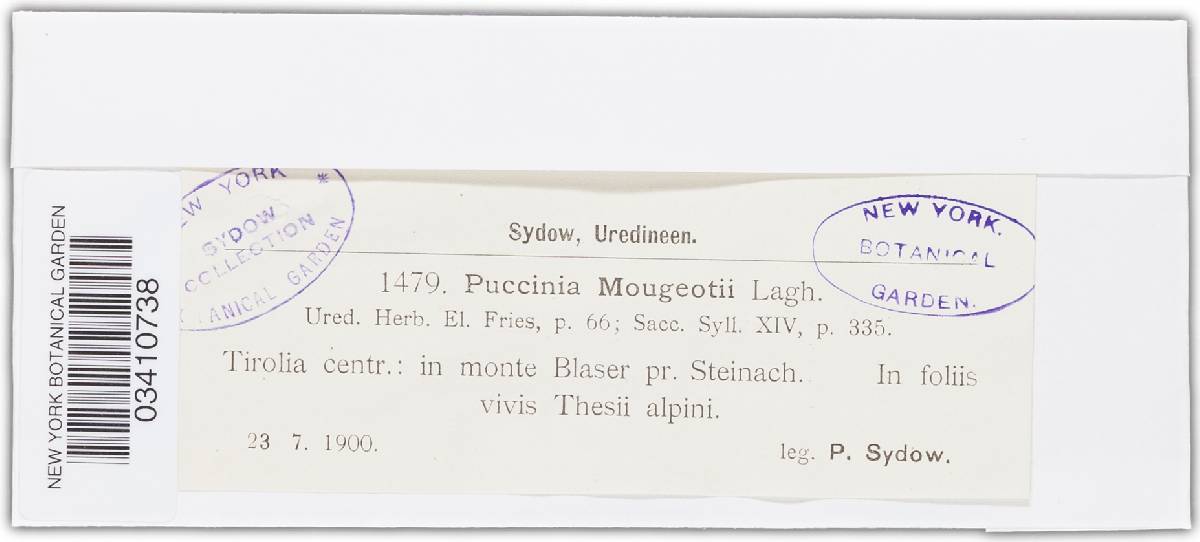 NEW YORK BOTANICAL GARDEN
03410738
YORK *
SYDOW
COLLECTION
GARDEN
NEW YORK.
BOTANICAL
GARDEN.
Sydow, Uredineen.
1479. Puccinia Mougeotii Lagh.
Ured. Herb. El. Fries, p. 66; Sacc. Syll. XIV, p. 335.
Tirolia centr.: in monte Blaser pr. Steinach. In foliis
vivis Thesii alpini.
23 7. 1900.
leg. P. Sydow.